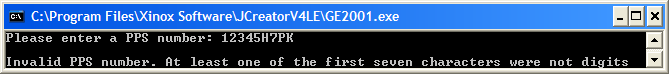 C:\Program Files\Xinox Software\JCreatorV4LE\GE2001.exe
Please enter a PPS number: 12345H7PK
Invalid PPS number. At least one of the first seven characters were not digits